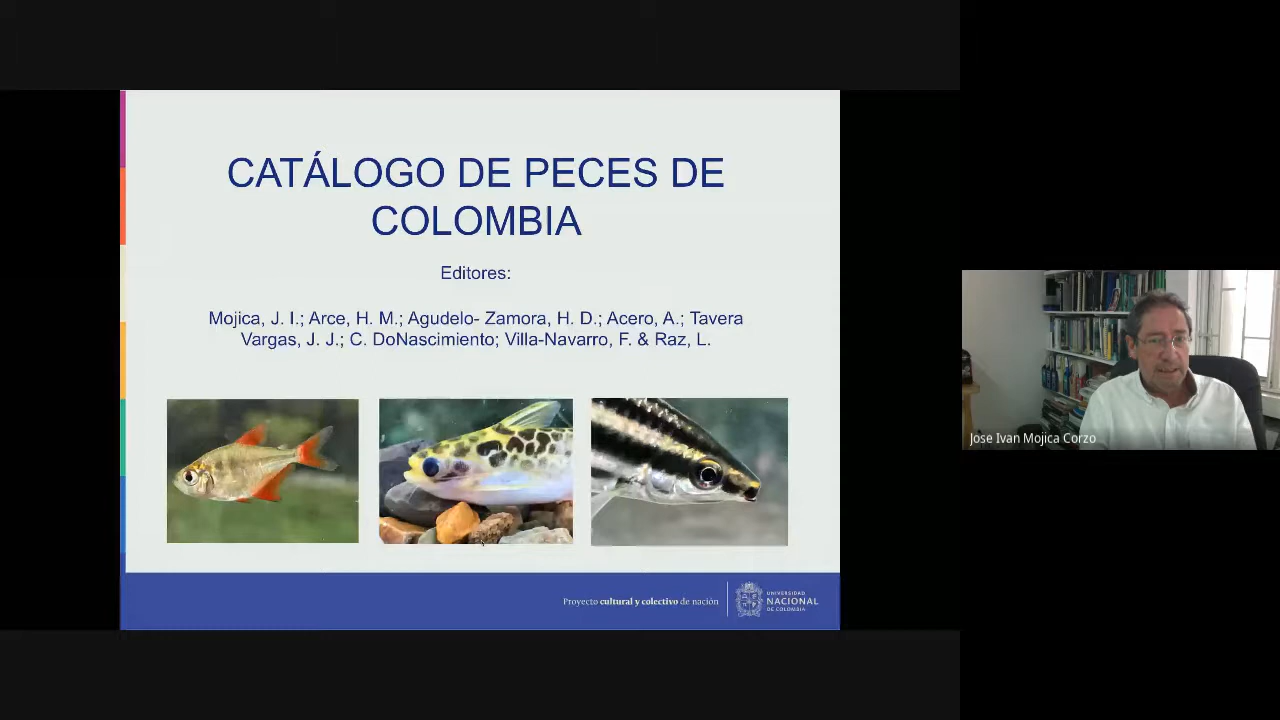 CATÁLOGO DE PECES DE
COLOMBIA
Editores:
Mojica, J. I.; Arce, H. M.; Agudelo- Zamora, H. D.; Acero, A.; Tavera
Vargas, J. J.; C. DoNascimiento; Villa-Navarro, F. & Raz, L.
Jose Ivan Mojica Corzo
Proyecto cultural y colectivo de nación
UNIVERSIDAD
NACIONAL
DE COLOMBIA